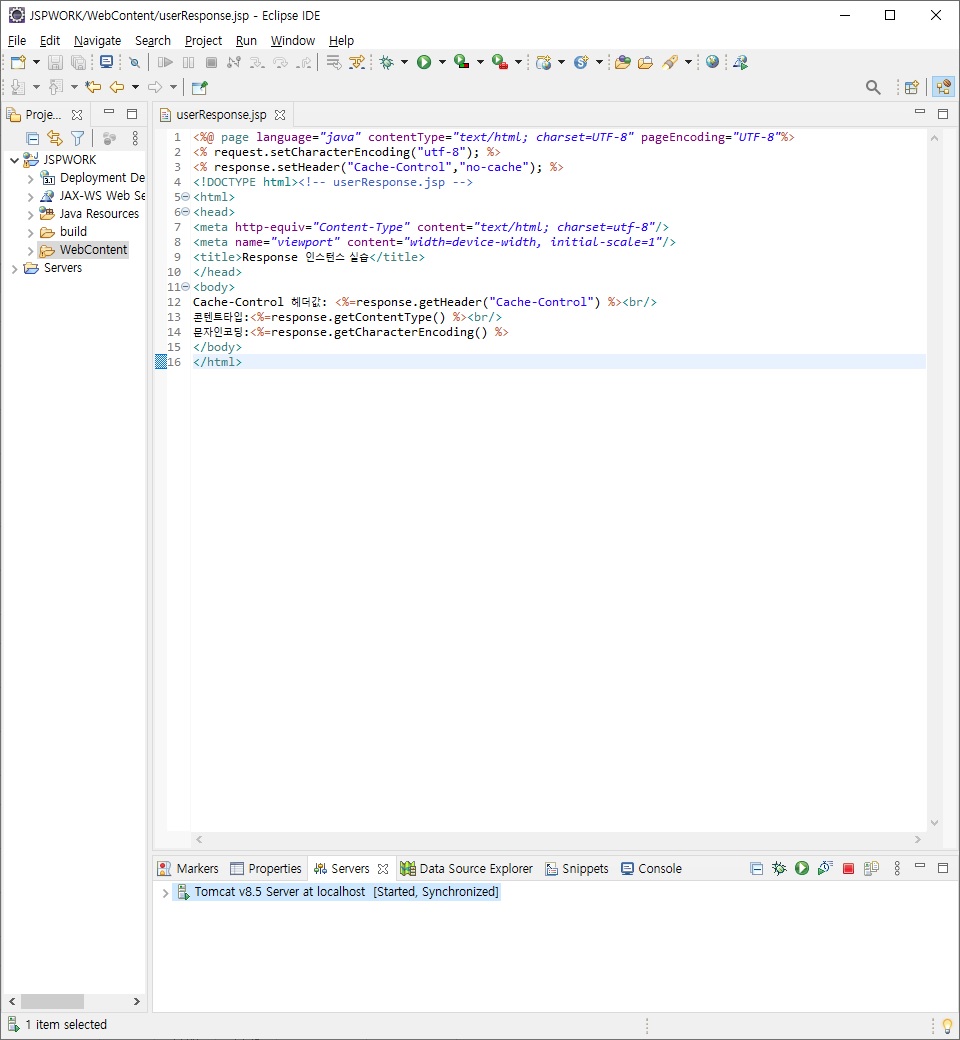 JSPWORK/WebContent/userResponse.jsp - Eclipse IDE
File Edit Navigate Search Project Run Window Help
Proje...
userResponse.jsp
JSPWORK
Deployment De
JAX-WS Web Se
Java Resources
build
WebContent
Servers
1 <%@ page language="java" contentType="text/html; charset=UTF-8" pageEncoding="UTF-8"%>
2 <% request.setCharacterEncoding("utf-8"); %>
3 <% response.setHeader("Cache-Control","no-cache"); %>
4 <!DOCTYPE html><!-- userResponse.jsp -->
5 <html>
6 <head>
7 <meta http-equiv="Content-Type" content="text/html; charset=utf-8"/>
8 <meta name="viewport" content="width=device-width, initial-scale=1"/>
9 <title>Response 인스턴스 실습</title>
10 </head>
11 <body>
12 Cache-Control 헤더값: <%=response.getHeader("Cache-Control") %><br/>
13 콘텐트타입:<%=response.getContentType() %><br/>
14 문자인코딩:<%=response.getCharacterEncoding() %>
15 </body>
16 </html>
Markers Properties Servers Data Source Explorer Snippets Console
Tomcat v8.5 Server at localhost [Started, Synchronized]
1 item selected